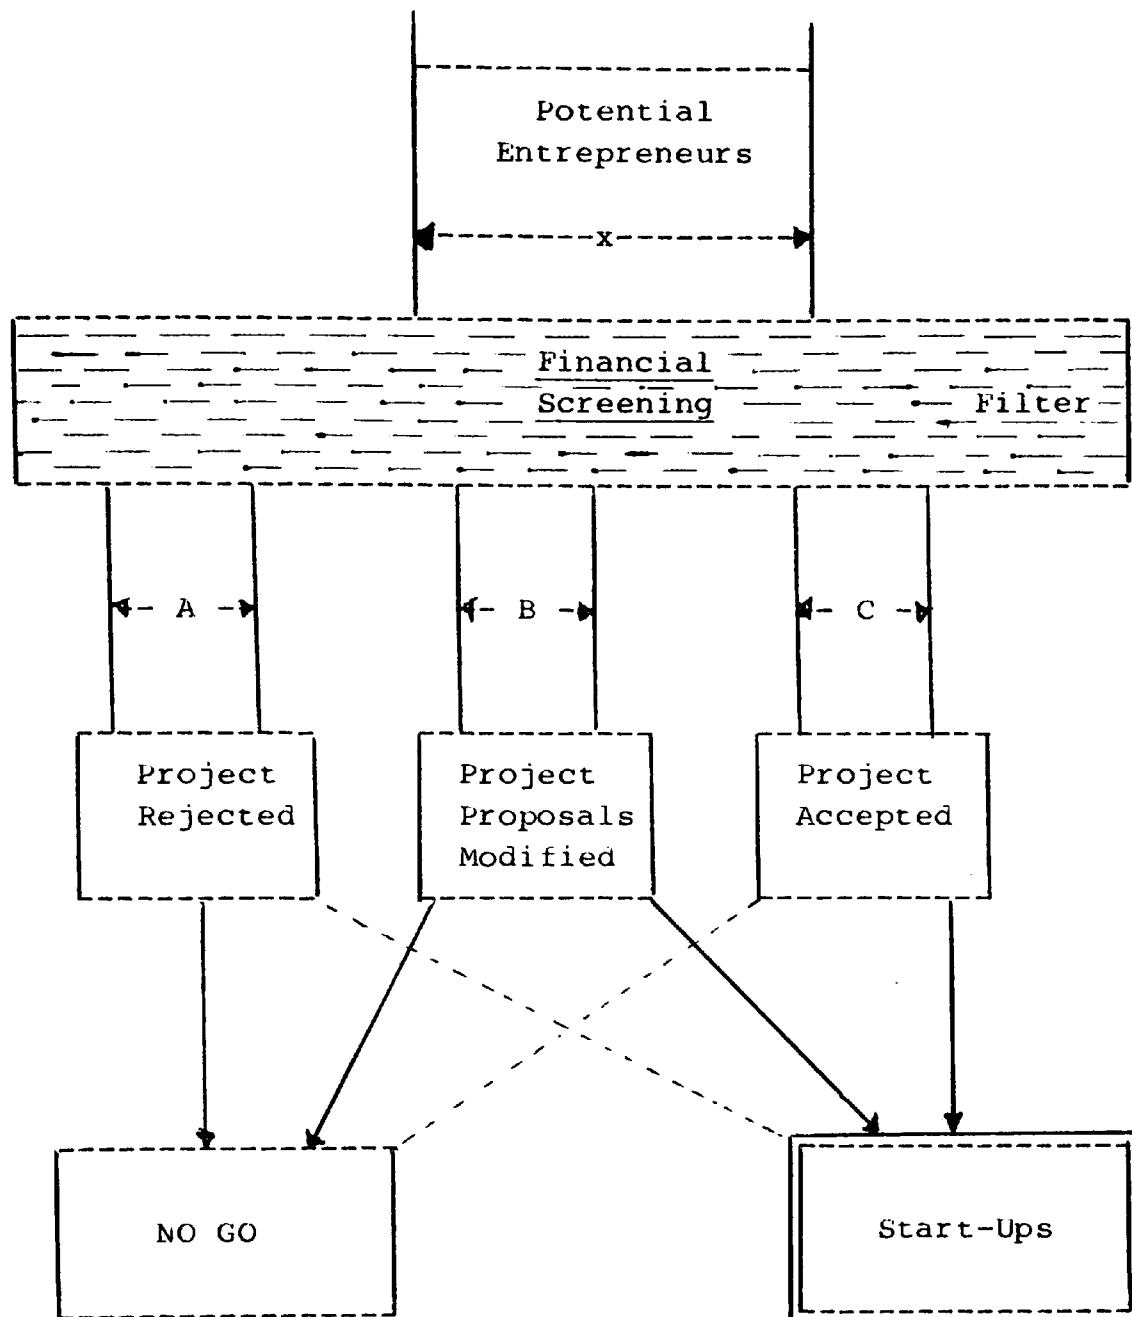 Potential
Entrepreneurs
x
Financial
Screening Filter
A B C
Project
Rejected
Project
Proposals
Modified
Project
Accepted
NO GO
Start-Ups